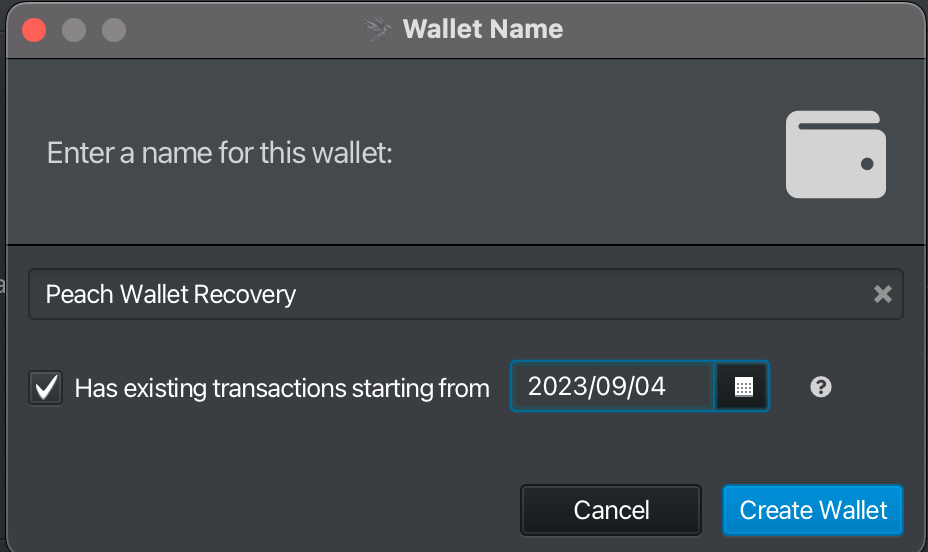 Wallet Name
Enter a name for this wallet:
Peach Wallet Recovery
Has existing transactions starting from 2023/09/04 ?
Cancel Create Wallet